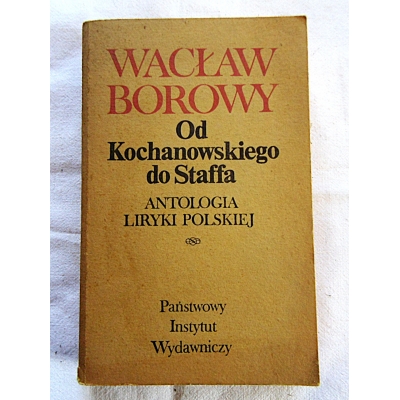 WACŁAW
BOROWY
Od
Kochanowskiego
do Staffa
ANTOLOGIA
LIRYKI POLSKIEJ
Państwowy
Instytut
Wydawniczy